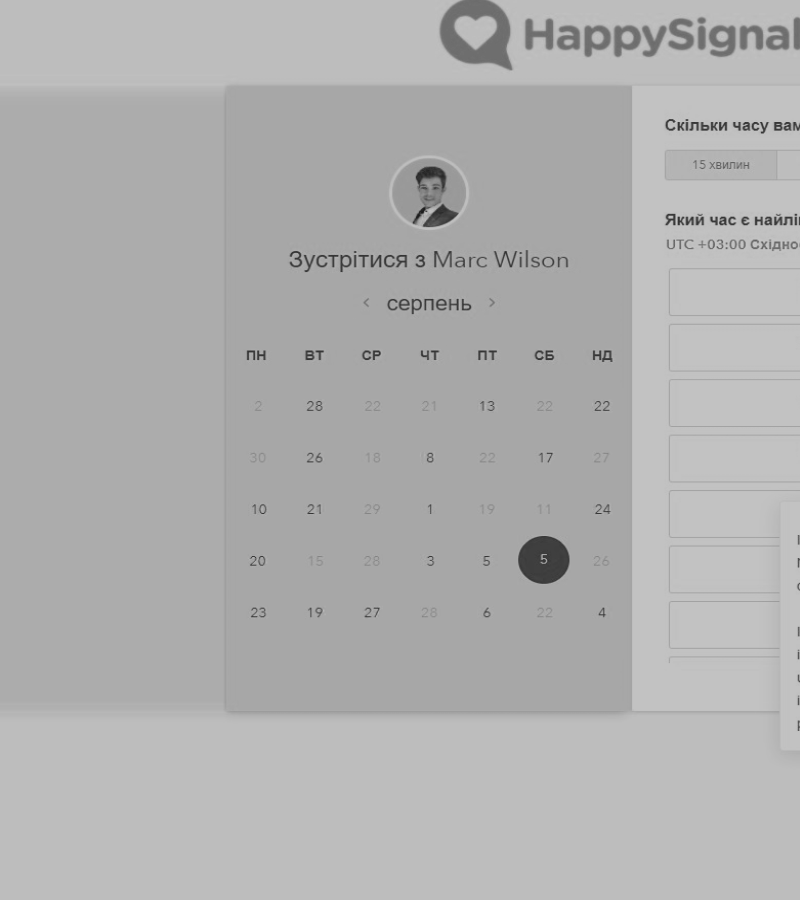 HappySignal
Скільки часу вам
15 хвилин
Зустрітися з Marc Wilson
серпень
ПН ВТ СР ЧТ ПТ СБ НД
2 28 22 21 13 22 22
30 26 18 8 22 17 27
10 21 29 1 19 11 24
20 15 28 3 5 5 26
23 19 27 28 6 22 4
Який час є найлі
UTC +03:00 Східно